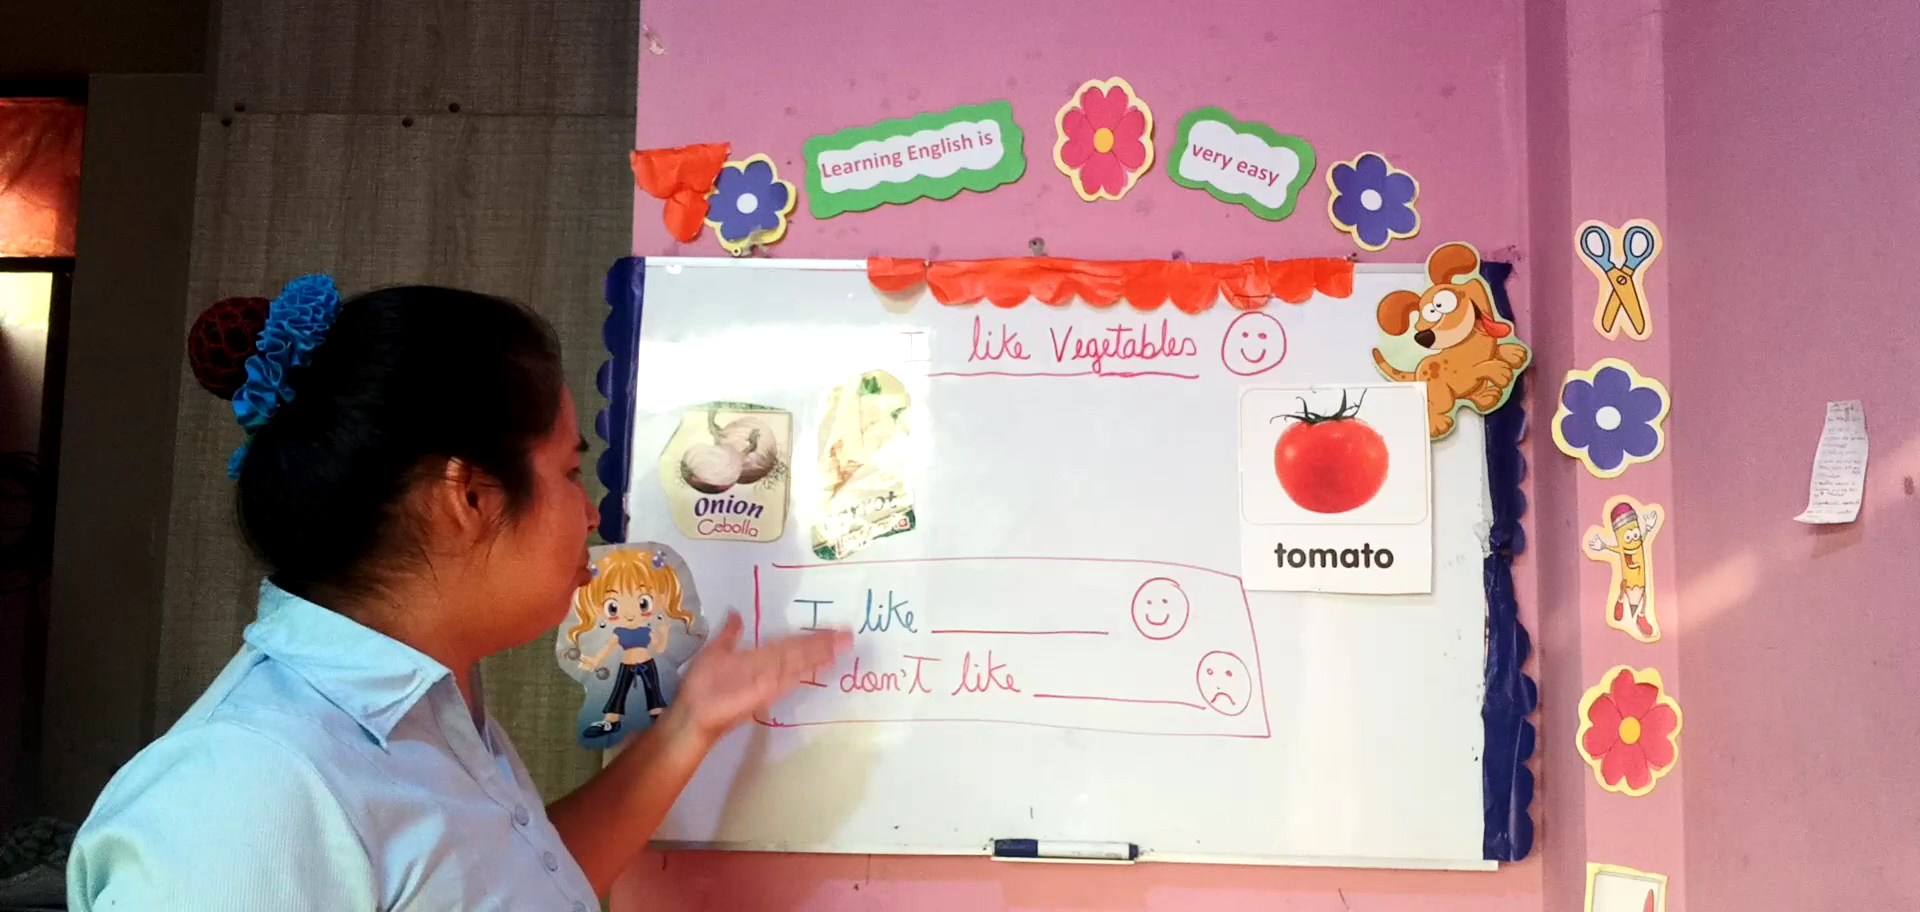 Learning English is
very easy
I like Vegetables
Onion
Cebolla
tomato
I like
I don't like